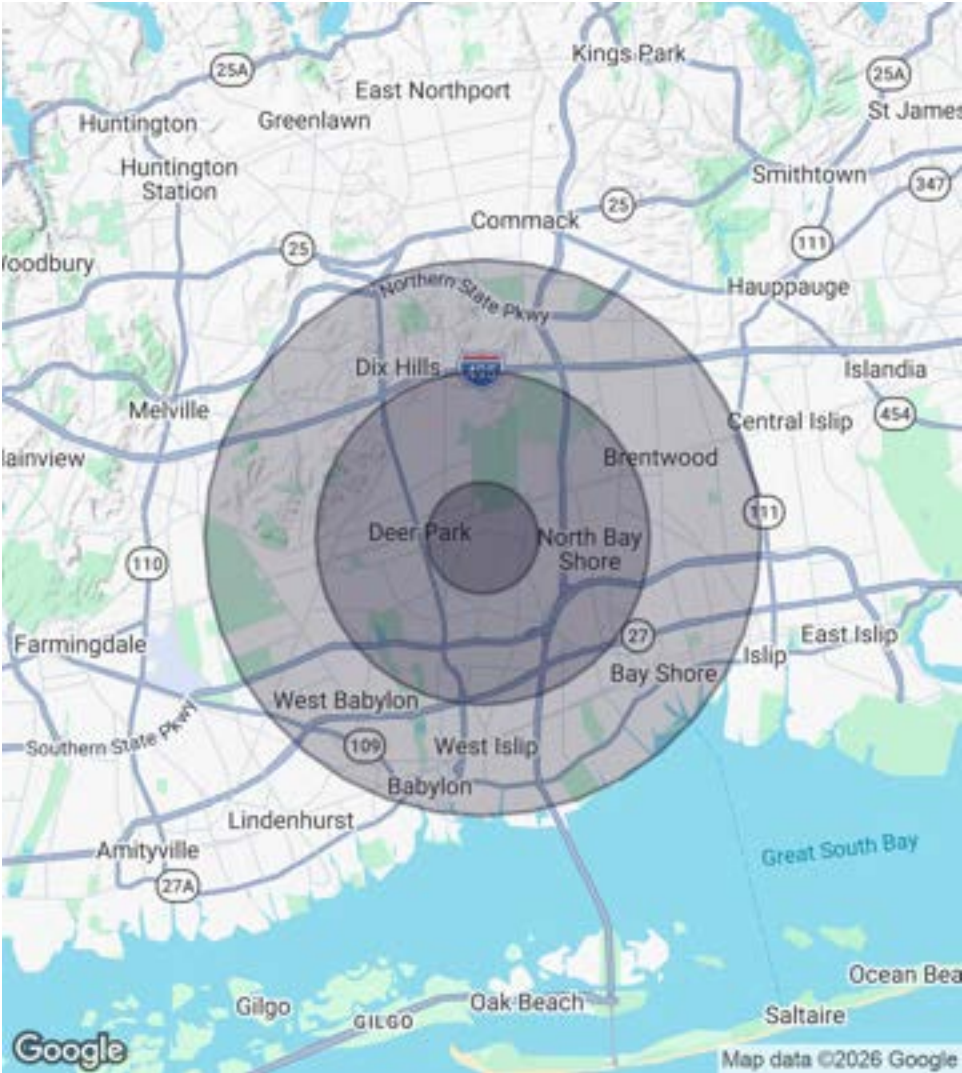 Kings Park
25A
25A
East Northport
St James
Huntington
Greenlawn
Huntington
Station
Smithtown
347
25
Commack
111
25
Woodbury
Northern State Pkwy
Hauppauge
Dix Hills
495
Islandia
Melville
454
Central Islip
lainview
Brentwood
111
Deer Park
North Bay
Shore
110
27
East Islip
Farmingdale
Islip
Bay Shore
West Babylon
Southern State Pkwy
109
West Islip
Babylon
Lindenhurst
Great South Bay
Amityville
27A
Ocean Bea
Oak Beach
Gilgo
GILGO
Saltaire
Google
Map data ©2026 Google